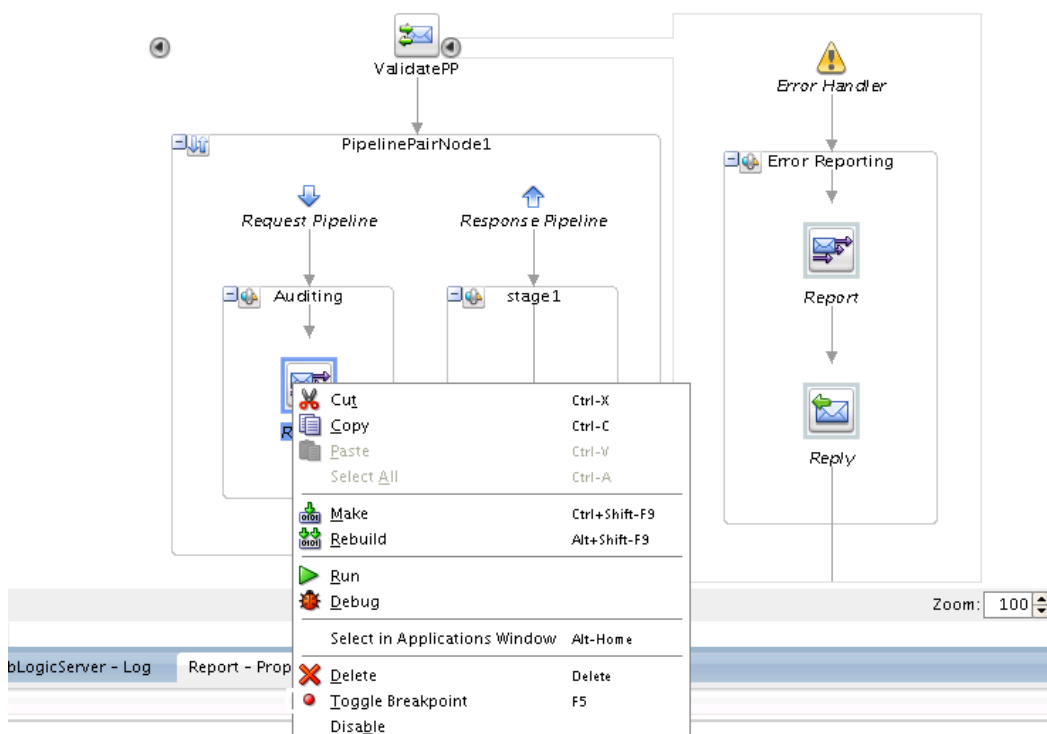 ValidatePP
Error Handler
PipelinePairNode1
Error Reporting
Request Pipeline
Response Pipeline
Auditing
stage1
Report
Reply
R
Cut Ctrl-X
Copy Ctrl-C
Paste Ctrl-V
Select All Ctrl-A
Make Ctrl+Shift-F9
Rebuild Alt+Shift-F9
Run
Debug
Select in Applications Window Alt-Home
Delete Delete
Toggle Breakpoint F5
Disable
Zoom: 100
bLogicServer - Log
Report - Prop